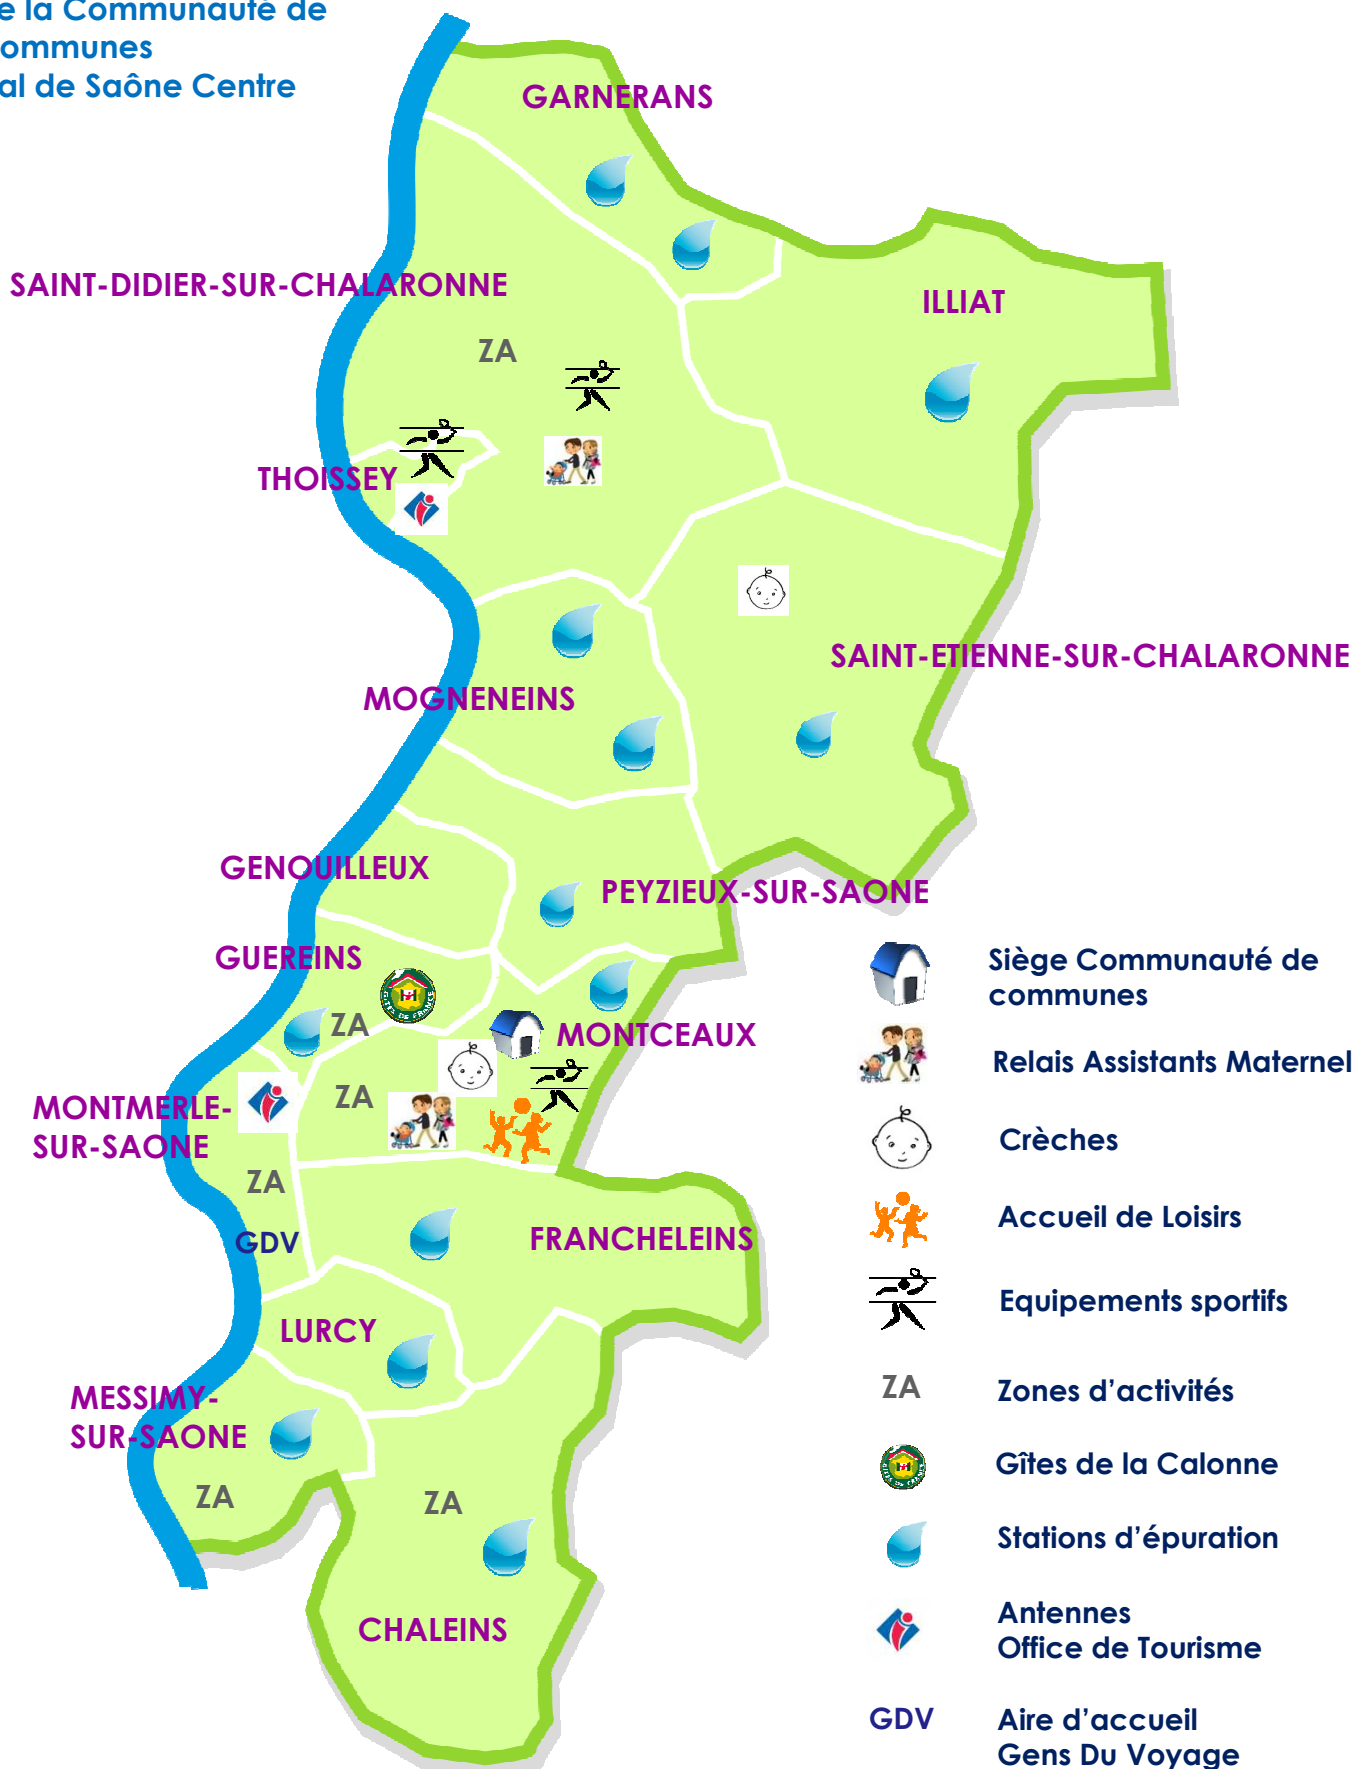 e la Communauté de
ommunes
al de Saône Centre
GARNERANS
SAINT-DIDIER-SUR-CHALARONNE
ILLIAT
ZA
THOISSEY
SAINT-ETIENNE-SUR-CHALARONNE
MOGNENEINS
GENOUILLEUX
PEYZIEUX-SUR-SAONE
GUEREINS
GITES DE FRANCE
ZA
MONTCEAUX
ZA
MONTMERLE-
SUR-SAONE
ZA
GDV
FRANCHELEINS
LURCY
MESSIMY-
SUR-SAONE
ZA
ZA
CHALEINS
Siège Communauté de
communes
Relais Assistants Maternel
Crèches
Accueil de Loisirs
Equipements sportifs
ZA
Zones d'activités
Gîtes de la Calonne
Stations d'épuration
Antennes
Office de Tourisme
GDV
Aire d'accueil
Gens Du Voyage